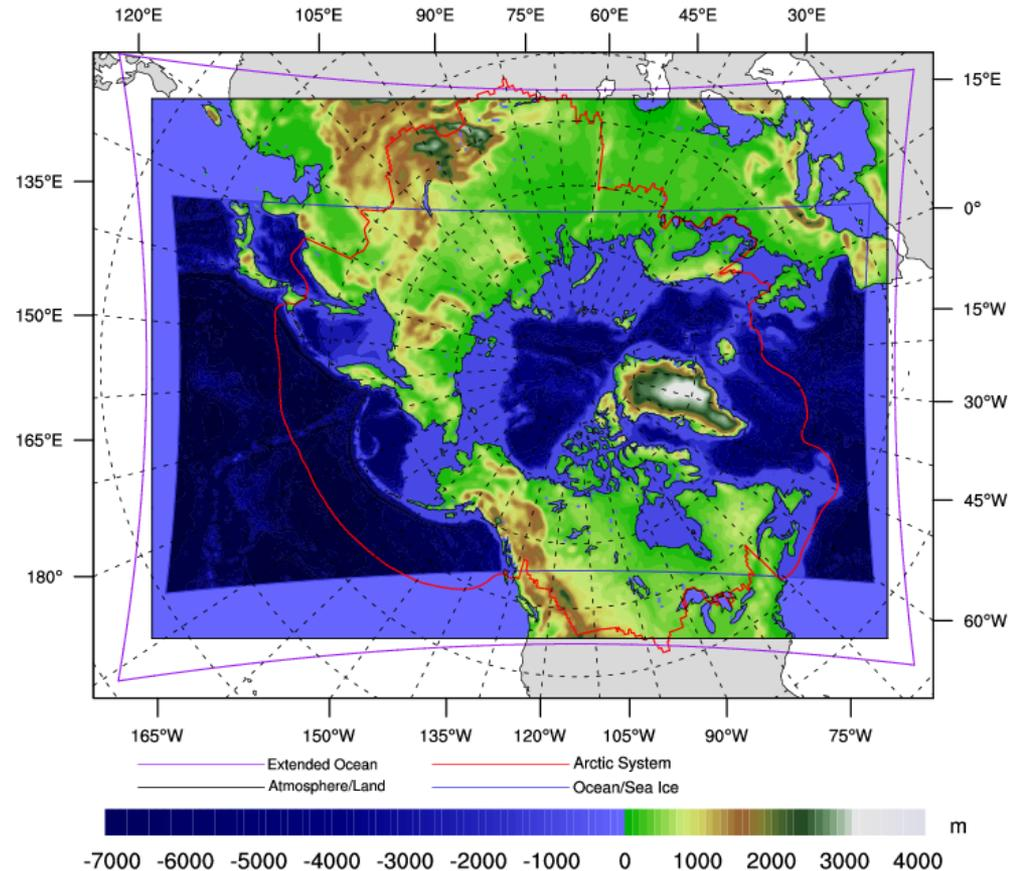 120°E 105°E 90°E 75°E 60°E 45°E 30°E
15°E
135°E
0°
150°E
15°W
30°W
165°E
45°W
180°
60°W
165°W 150°W 135°W 120°W 105°W 90°W 75°W
Extended Ocean Arctic System
Atmosphere/Land Ocean/Sea Ice
m
-7000 -6000 -5000 -4000 -3000 -2000 -1000 0 1000 2000 3000 4000